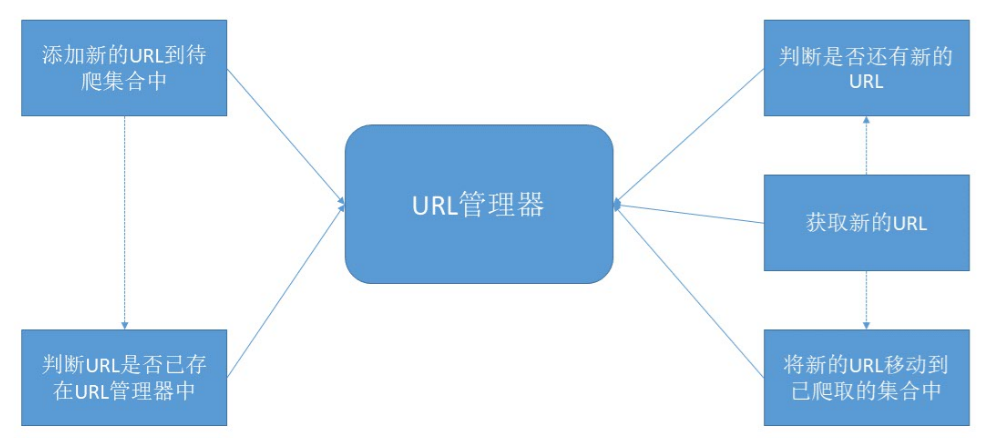 添加新的URL到待
爬集合中
判断是否还有新的
URL
URL管理器
获取新的URL
判断URL是否已存
在URL管理器中
将新的URL移动到
已爬取的集合中